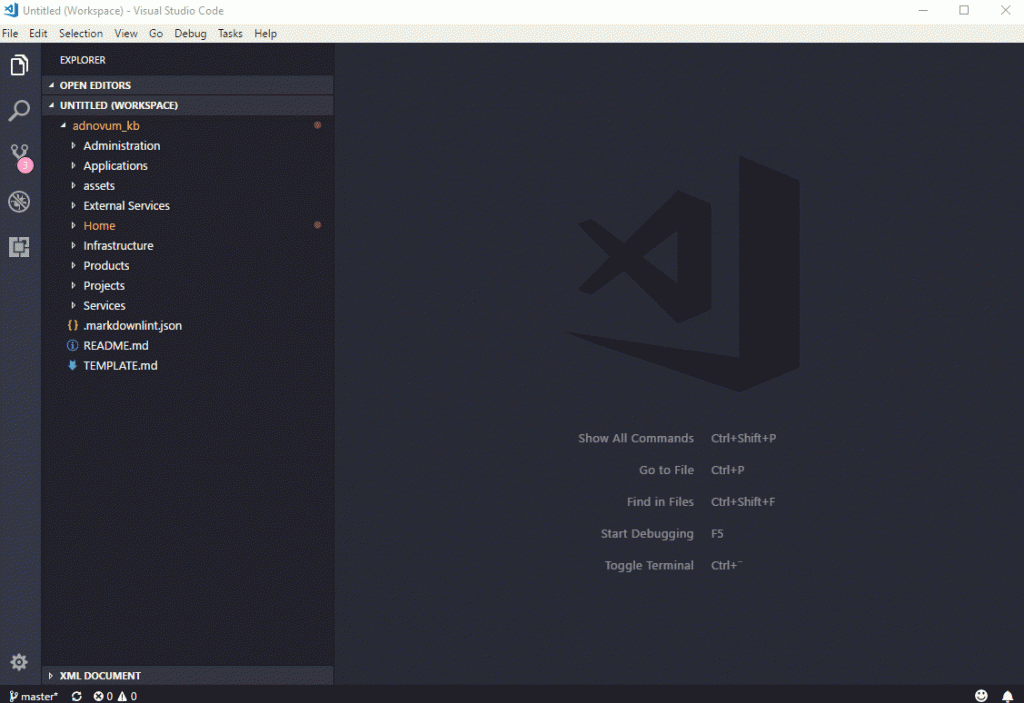 Untitled (Workspace) - Visual Studio Code
File Edit Selection View Go Debug Tasks Help
EXPLORER
OPEN EDITORS
UNTITLED (WORKSPACE)
adnovum_kb
Administration
Applications
assets
3
External Services
Home
Infrastructure
Products
Projects
Services
{} .markdownlint.json
README.md
TEMPLATE.md
Show All Commands Ctrl+Shift+P
Go to File Ctrl+P
Find in Files Ctrl+Shift+F
Start Debugging F5
Toggle Terminal Ctrl+¨
XML DOCUMENT
master* 0 0